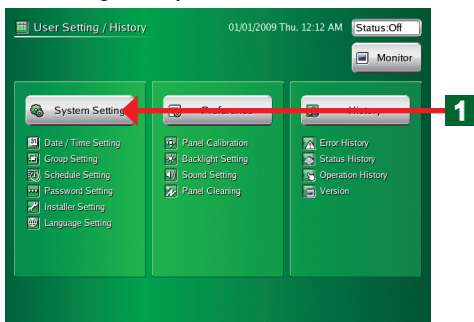 User Setting / History
01/01/2009 Thu. 12:12 AM
Status:Off
Monitor
System Setting
Preference
History
1
Date / Time Setting
Group Setting
Schedule Setting
Password Setting
Installer Setting
Language Setting
Panel Calibration
Backlight Setting
Sound Setting
Panel Cleaning
Error History
Status History
Operation History
Version